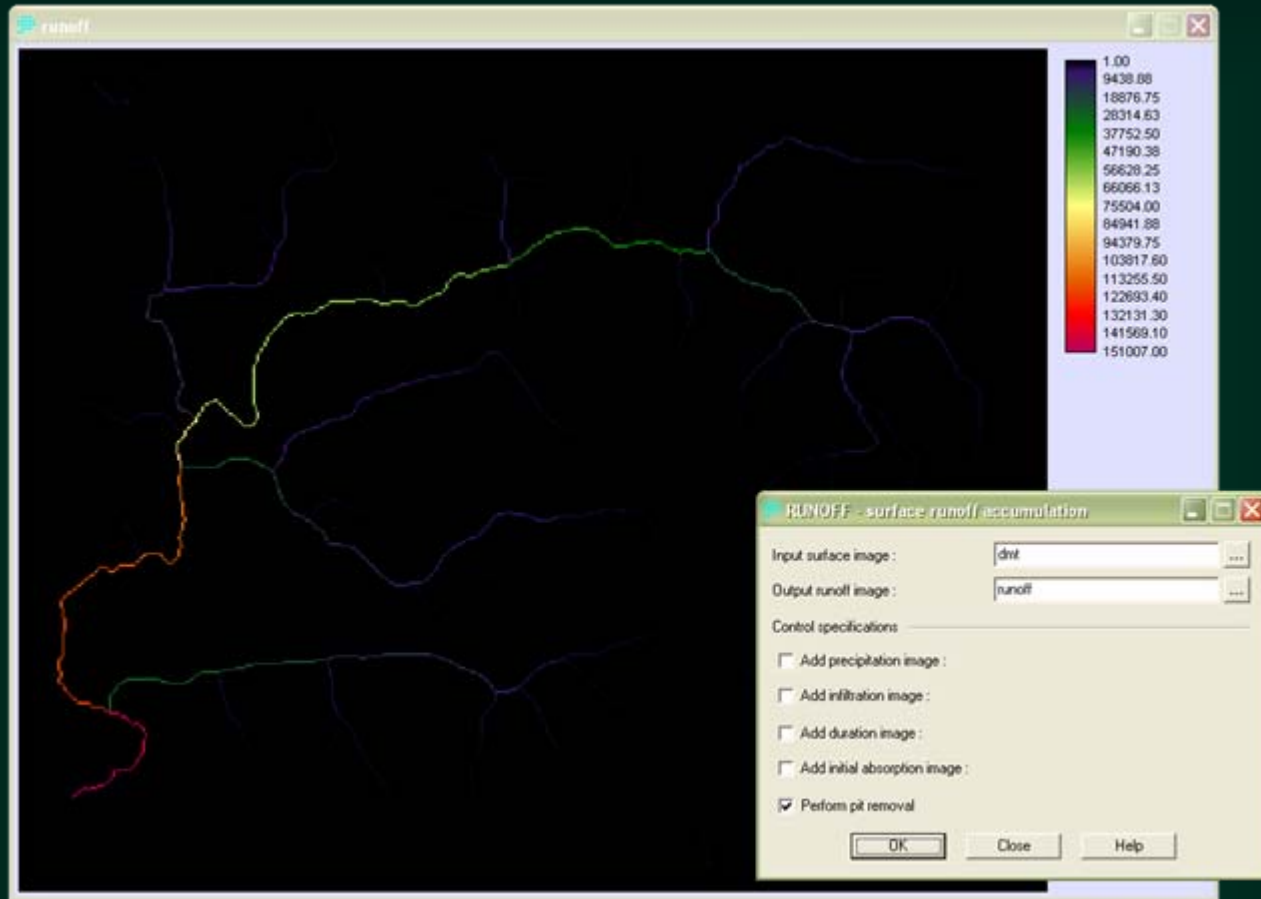 runoff
1.00
9438.88
18876.75
28314.63
37752.50
47190.38
56628.25
66066.13
75504.00
84941.88
94379.75
103817.60
113255.50
122693.40
132131.30
141569.10
151007.00
RUNOFF - surface runoff accumulation
Input surface image :
dmt
...
Output runoff image :
runoff
...
Control specifications
Add precipitation image :
Add infiltration image :
Add duration image :
Add initial absorption image :
Perform pit removal
OK Close Help